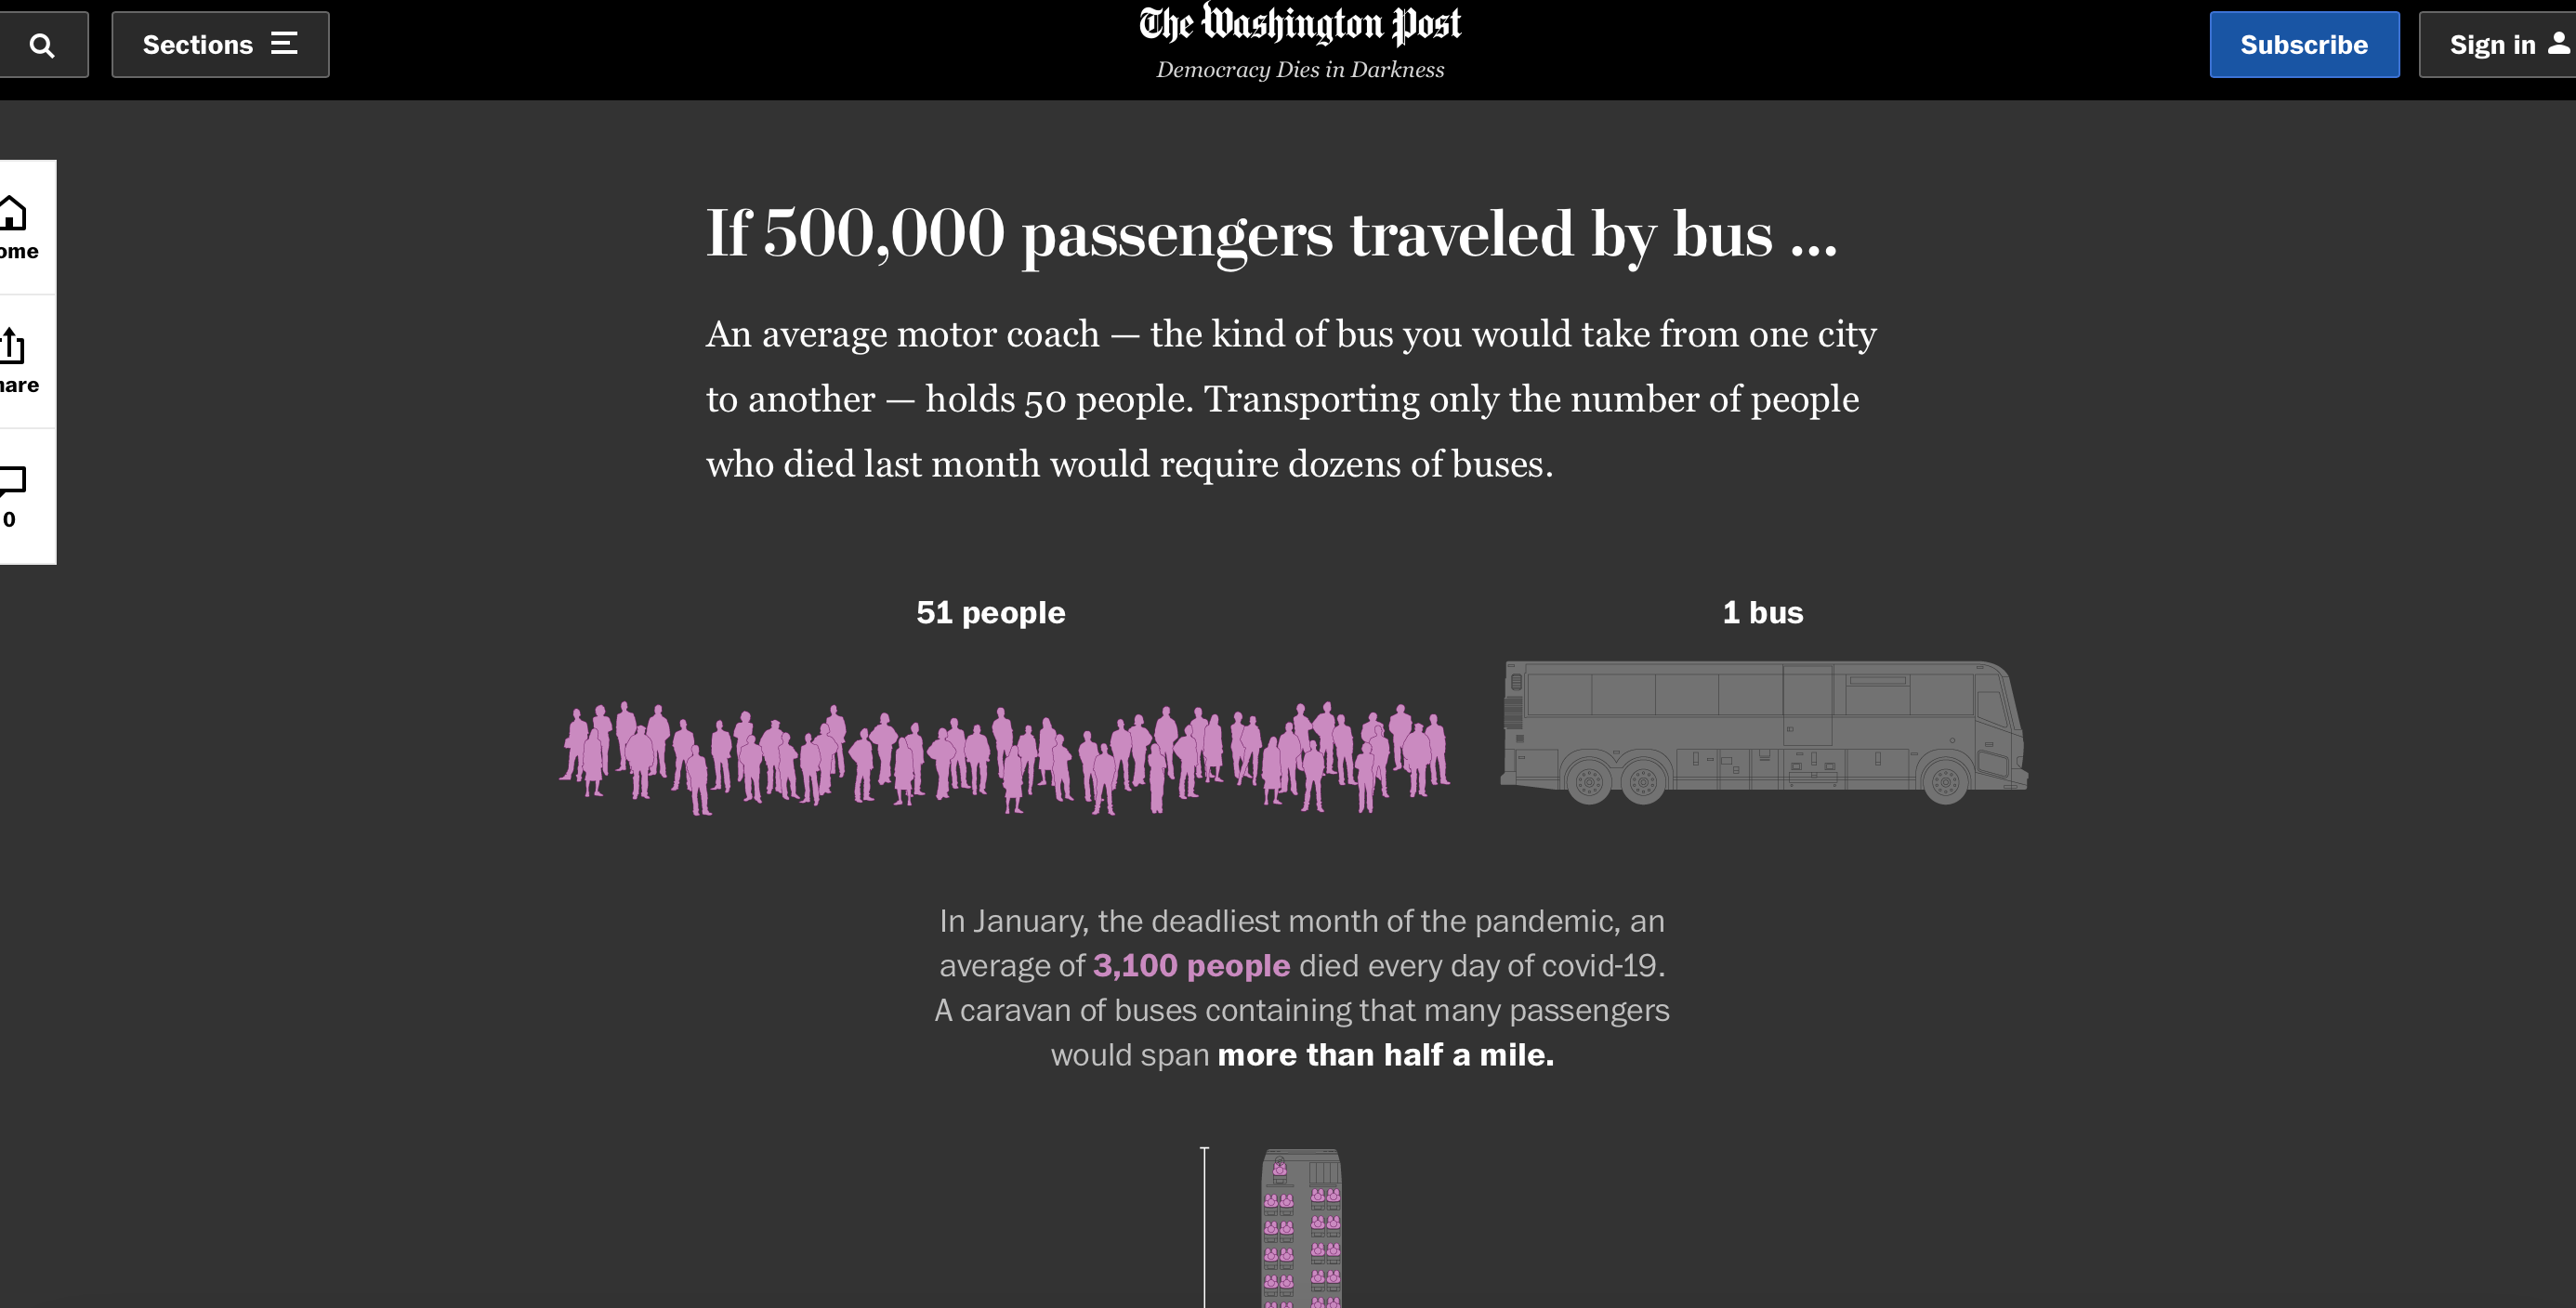 Sections
The Washington Post
Democracy Dies in Darkness
Subscribe
Sign in
ome
hare
0
If 500,000 passengers traveled by bus ...
An average motor coach — the kind of bus you would take from one city
to another — holds 50 people. Transporting only the number of people
who died last month would require dozens of buses.
51 people
1 bus
In January, the deadliest month of the pandemic, an
average of 3,100 people died every day of covid-19.
A caravan of buses containing that many passengers
would span more than half a mile.